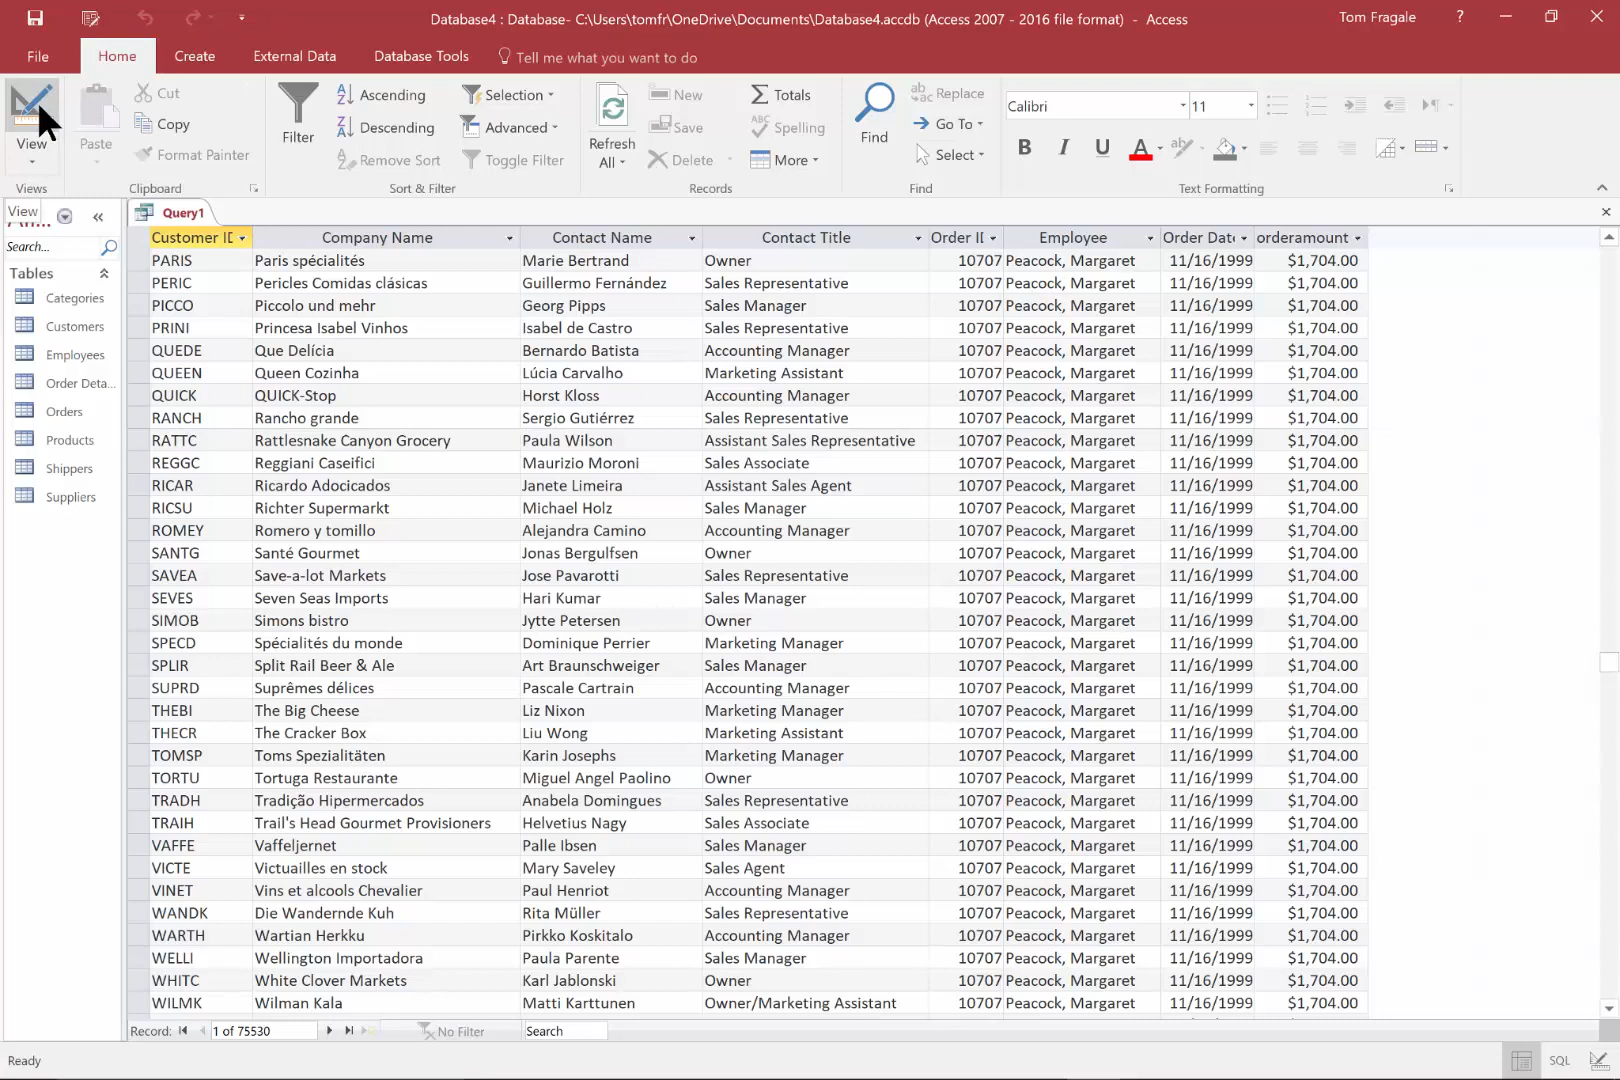 Database4 : Database- C:\Users\tomfr\OneDrive\Documents\Database4.accdb (Access 2007 - 2016 file format) - Access
Tom Fragale
?
File Home Create External Data Database Tools Tell me what you want to do
View
Views
Paste
Cut
Copy
Format Painter
Clipboard
Filter
Ascending
Descending
Remove Sort
Selection
Advanced
Toggle Filter
Sort & Filter
Refresh
All
New
Save
Delete
Totals
Spelling
More
Records
Find
Replace
Go To
Select
Find
Calibri 11
B I U A
Text Formatting
View
Search...
Tables
Categories
Customers
Employees
Order Deta...
Orders
Products
Shippers
Suppliers
Query1
Customer ID Company Name Contact Name Contact Title Order ID Employee Order Date orderamount
PARIS Paris spécialités Marie Bertrand Owner 10707 Peacock, Margaret 11/16/1999 $1,704.00
PERIC Pericles Comidas clásicas Guillermo Fernández Sales Representative 10707 Peacock, Margaret 11/16/1999 $1,704.00
PICCO Piccolo und mehr Georg Pipps Sales Manager 10707 Peacock, Margaret 11/16/1999 $1,704.00
PRINI Princesa Isabel Vinhos Isabel de Castro Sales Representative 10707 Peacock, Margaret 11/16/1999 $1,704.00
QUEDE Que Delícia Bernardo Batista Accounting Manager 10707 Peacock, Margaret 11/16/1999 $1,704.00
QUEEN Queen Cozinha Lúcia Carvalho Marketing Assistant 10707 Peacock, Margaret 11/16/1999 $1,704.00
QUICK QUICK-Stop Horst Kloss Accounting Manager 10707 Peacock, Margaret 11/16/1999 $1,704.00
RANCH Rancho grande Sergio Gutiérrez Sales Representative 10707 Peacock, Margaret 11/16/1999 $1,704.00
RATTC Rattlesnake Canyon Grocery Paula Wilson Assistant Sales Representative 10707 Peacock, Margaret 11/16/1999 $1,704.00
REGGC Reggiani Caseifici Maurizio Moroni Sales Associate 10707 Peacock, Margaret 11/16/1999 $1,704.00
RICAR Ricardo Adocicados Janete Limeira Assistant Sales Agent 10707 Peacock, Margaret 11/16/1999 $1,704.00
RICSU Richter Supermarkt Michael Holz Sales Manager 10707 Peacock, Margaret 11/16/1999 $1,704.00
ROMEY Romero y tomillo Alejandra Camino Accounting Manager 10707 Peacock, Margaret 11/16/1999 $1,704.00
SANTG Santé Gourmet Jonas Bergulfsen Owner 10707 Peacock, Margaret 11/16/1999 $1,704.00
SAVEA Save-a-lot Markets Jose Pavarotti Sales Representative 10707 Peacock, Margaret 11/16/1999 $1,704.00
SEVES Seven Seas Imports Hari Kumar Sales Manager 10707 Peacock, Margaret 11/16/1999 $1,704.00
SIMOB Simons bistro Jytte Petersen Owner 10707 Peacock, Margaret 11/16/1999 $1,704.00
SPECD Spécialités du monde Dominique Perrier Marketing Manager 10707 Peacock, Margaret 11/16/1999 $1,704.00
SPLIR Split Rail Beer & Ale Art Braunschweiger Sales Manager 10707 Peacock, Margaret 11/16/1999 $1,704.00
SUPRD Suprêmes délices Pascale Cartrain Accounting Manager 10707 Peacock, Margaret 11/16/1999 $1,704.00
THEBI The Big Cheese Liz Nixon Marketing Manager 10707 Peacock, Margaret 11/16/1999 $1,704.00
THECR The Cracker Box Liu Wong Marketing Assistant 10707 Peacock, Margaret 11/16/1999 $1,704.00
TOMSP Toms Spezialitäten Karin Josephs Marketing Manager 10707 Peacock, Margaret 11/16/1999 $1,704.00
TORTU Tortuga Restaurante Miguel Angel Paolino Owner 10707 Peacock, Margaret 11/16/1999 $1,704.00
TRADH Tradição Hipermercados Anabela Domingues Sales Representative 10707 Peacock, Margaret 11/16/1999 $1,704.00
TRAIH Trail's Head Gourmet Provisioners Helvetius Nagy Sales Associate 10707 Peacock, Margaret 11/16/1999 $1,704.00
VAFFE Vaffeljernet Palle Ibsen Sales Manager 10707 Peacock, Margaret 11/16/1999 $1,704.00
VICTE Victuailles en stock Mary Saveley Sales Agent 10707 Peacock, Margaret 11/16/1999 $1,704.00
VINET Vins et alcools Chevalier Paul Henriot Accounting Manager 10707 Peacock, Margaret 11/16/1999 $1,704.00
WANDK Die Wandernde Kuh Rita Müller Sales Representative 10707 Peacock, Margaret 11/16/1999 $1,704.00
WARTH Wartian Herkku Pirkko Koskitalo Accounting Manager 10707 Peacock, Margaret 11/16/1999 $1,704.00
WELLI Wellington Importadora Paula Parente Sales Manager 10707 Peacock, Margaret 11/16/1999 $1,704.00
WHITC White Clover Markets Karl Jablonski Owner 10707 Peacock, Margaret 11/16/1999 $1,704.00
WILMK Wilman Kala Matti Karttunen Owner/Marketing Assistant 10707 Peacock, Margaret 11/16/1999 $1,704.00
Record: 1 of 75530 No Filter Search
Ready
SQL